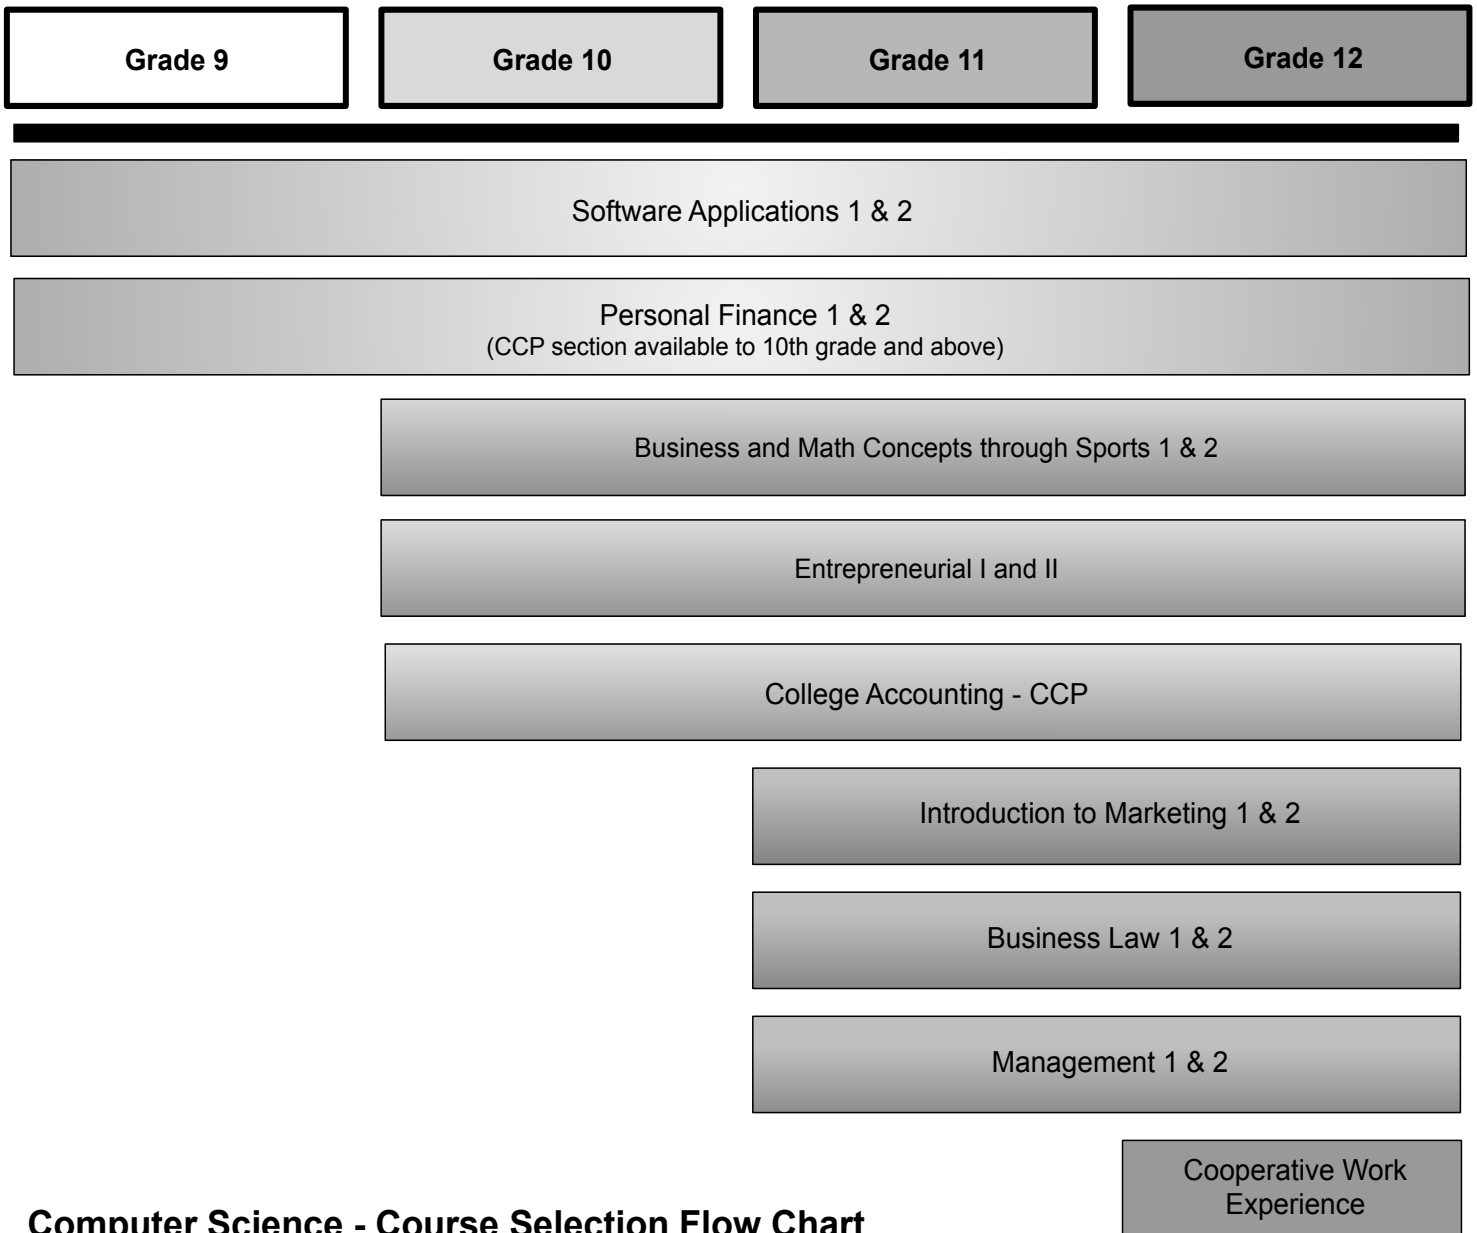 Grade 9
Grade 10
Grade 11
Grade 12
Software Applications 1 & 2
Personal Finance 1 & 2
(CCP section available to 10th grade and above)
Business and Math Concepts through Sports 1 & 2
Entrepreneurial I and II
College Accounting - CCP
Introduction to Marketing 1 & 2
Business Law 1 & 2
Management 1 & 2
Cooperative Work
Experience
Computer Science - Course Selection Flow Chart